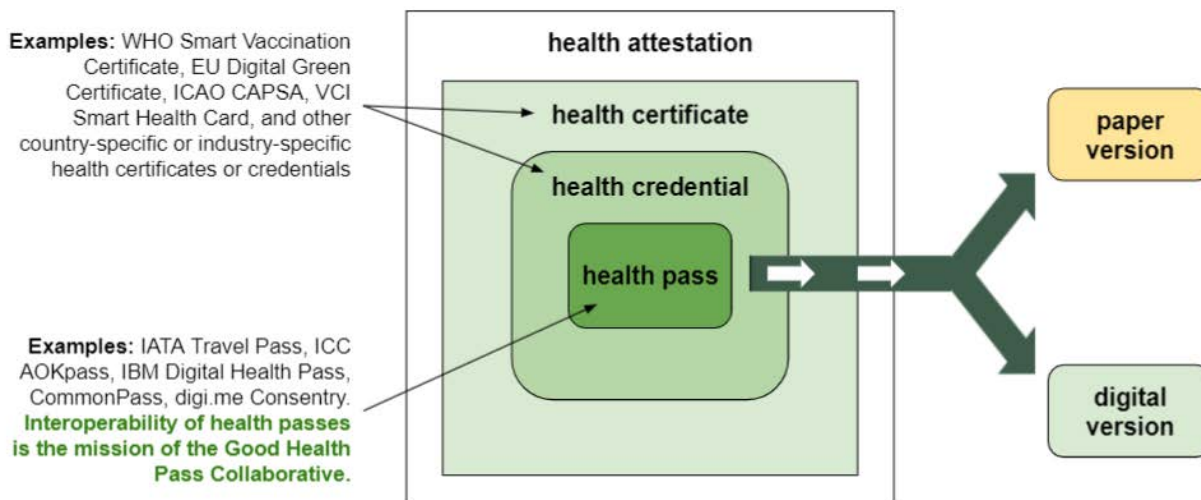 Examples: WHO Smart Vaccination
Certificate, EU Digital Green
Certificate, ICAO CAPSA, VCI
Smart Health Card, and other
country-specific or industry-specific
health certificates or credentials
health attestation
health certificate
health credential
health pass
paper
version
digital
version
Examples: IATA Travel Pass, ICC
AOKpass, IBM Digital Health Pass,
CommonPass, digi.me Consentry.
Interoperability of health passes
is the mission of the Good Health
Pass Collaborative.